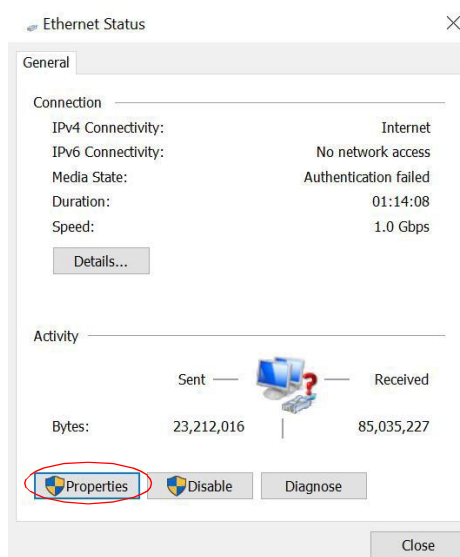 Ethernet Status
General
Connection
IPv4 Connectivity: Internet
IPv6 Connectivity: No network access
Media State: Authentication failed
Duration: 01:14:08
Speed: 1.0 Gbps
Details...
Activity
Sent Received
Bytes: 23,212,016 85,035,227
Properties Disable Diagnose
Close